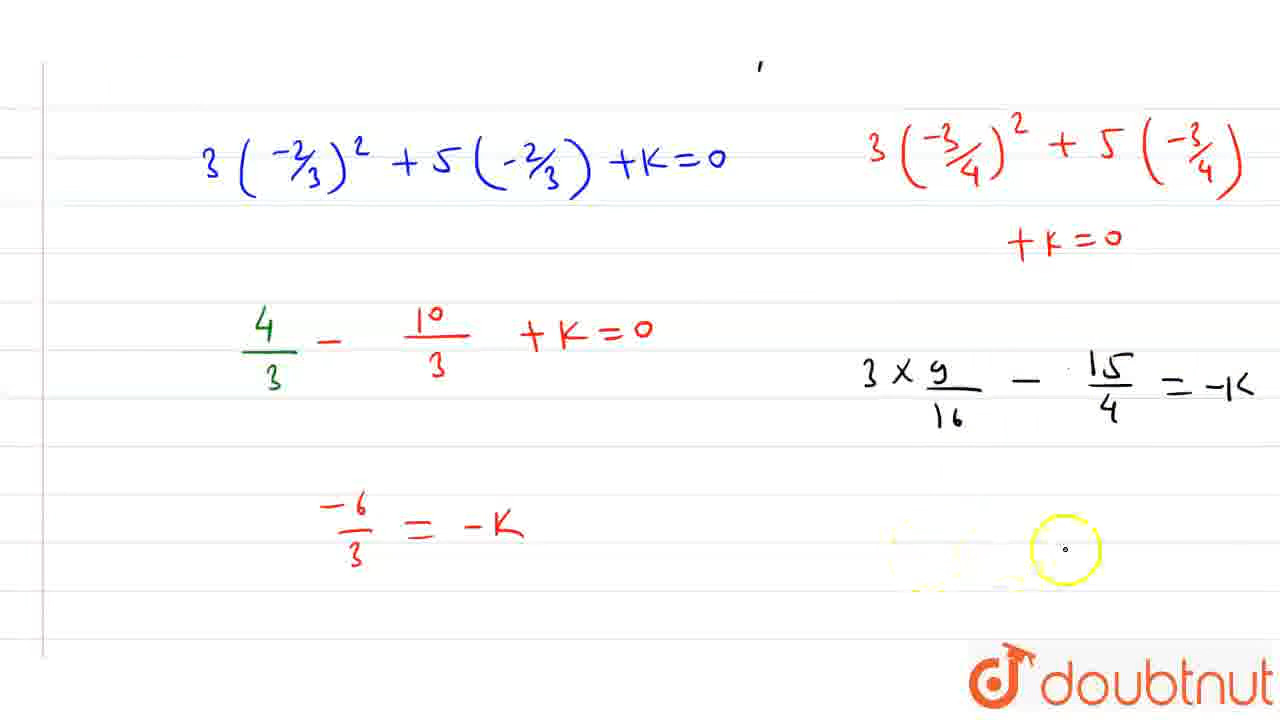 3(-2/3)² + 5(-2/3) + K = 0
4/3 - 10/3 + K = 0
-6/3 = -K
3(-3/4)² + 5(-3/4)
+ K = 0
3 × 9/16 - 15/4 = -K
doubtnut